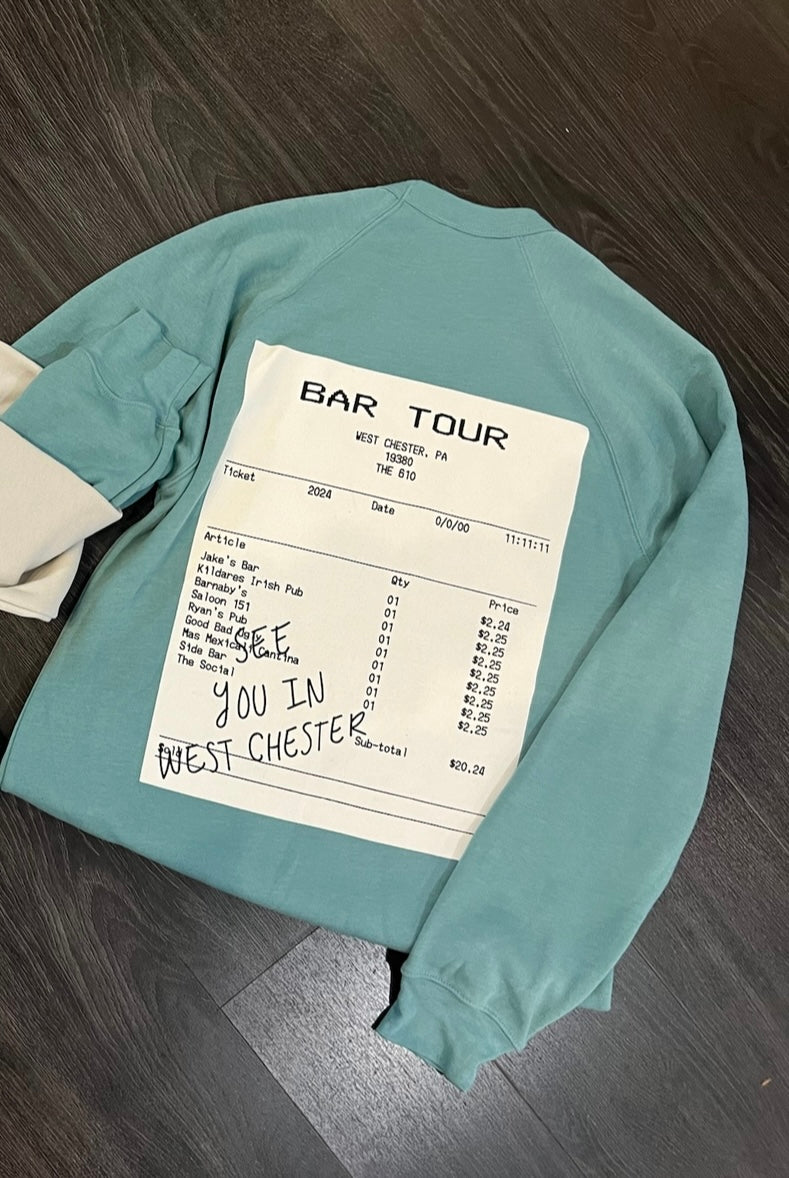 BAR TOUR
WEST CHESTER, PA
19380
THE 610
Ticket 2024 Date 0/0/00 11:11:11
Article Qty Price
Jake's Bar 01 $2.24
Kildares Irish Pub 01 $2.25
Barnaby's 01 $2.25
Saloon 151 01 $2.25
Ryan's Pub 01 $2.25
Good Bad 01 $2.25
Mas Mexicali Cantina 01 $2.25
Side Bar 01 $2.25
The Social 01 $2.25
SEE
YOU IN
WEST CHESTER
Sub-total $20.24